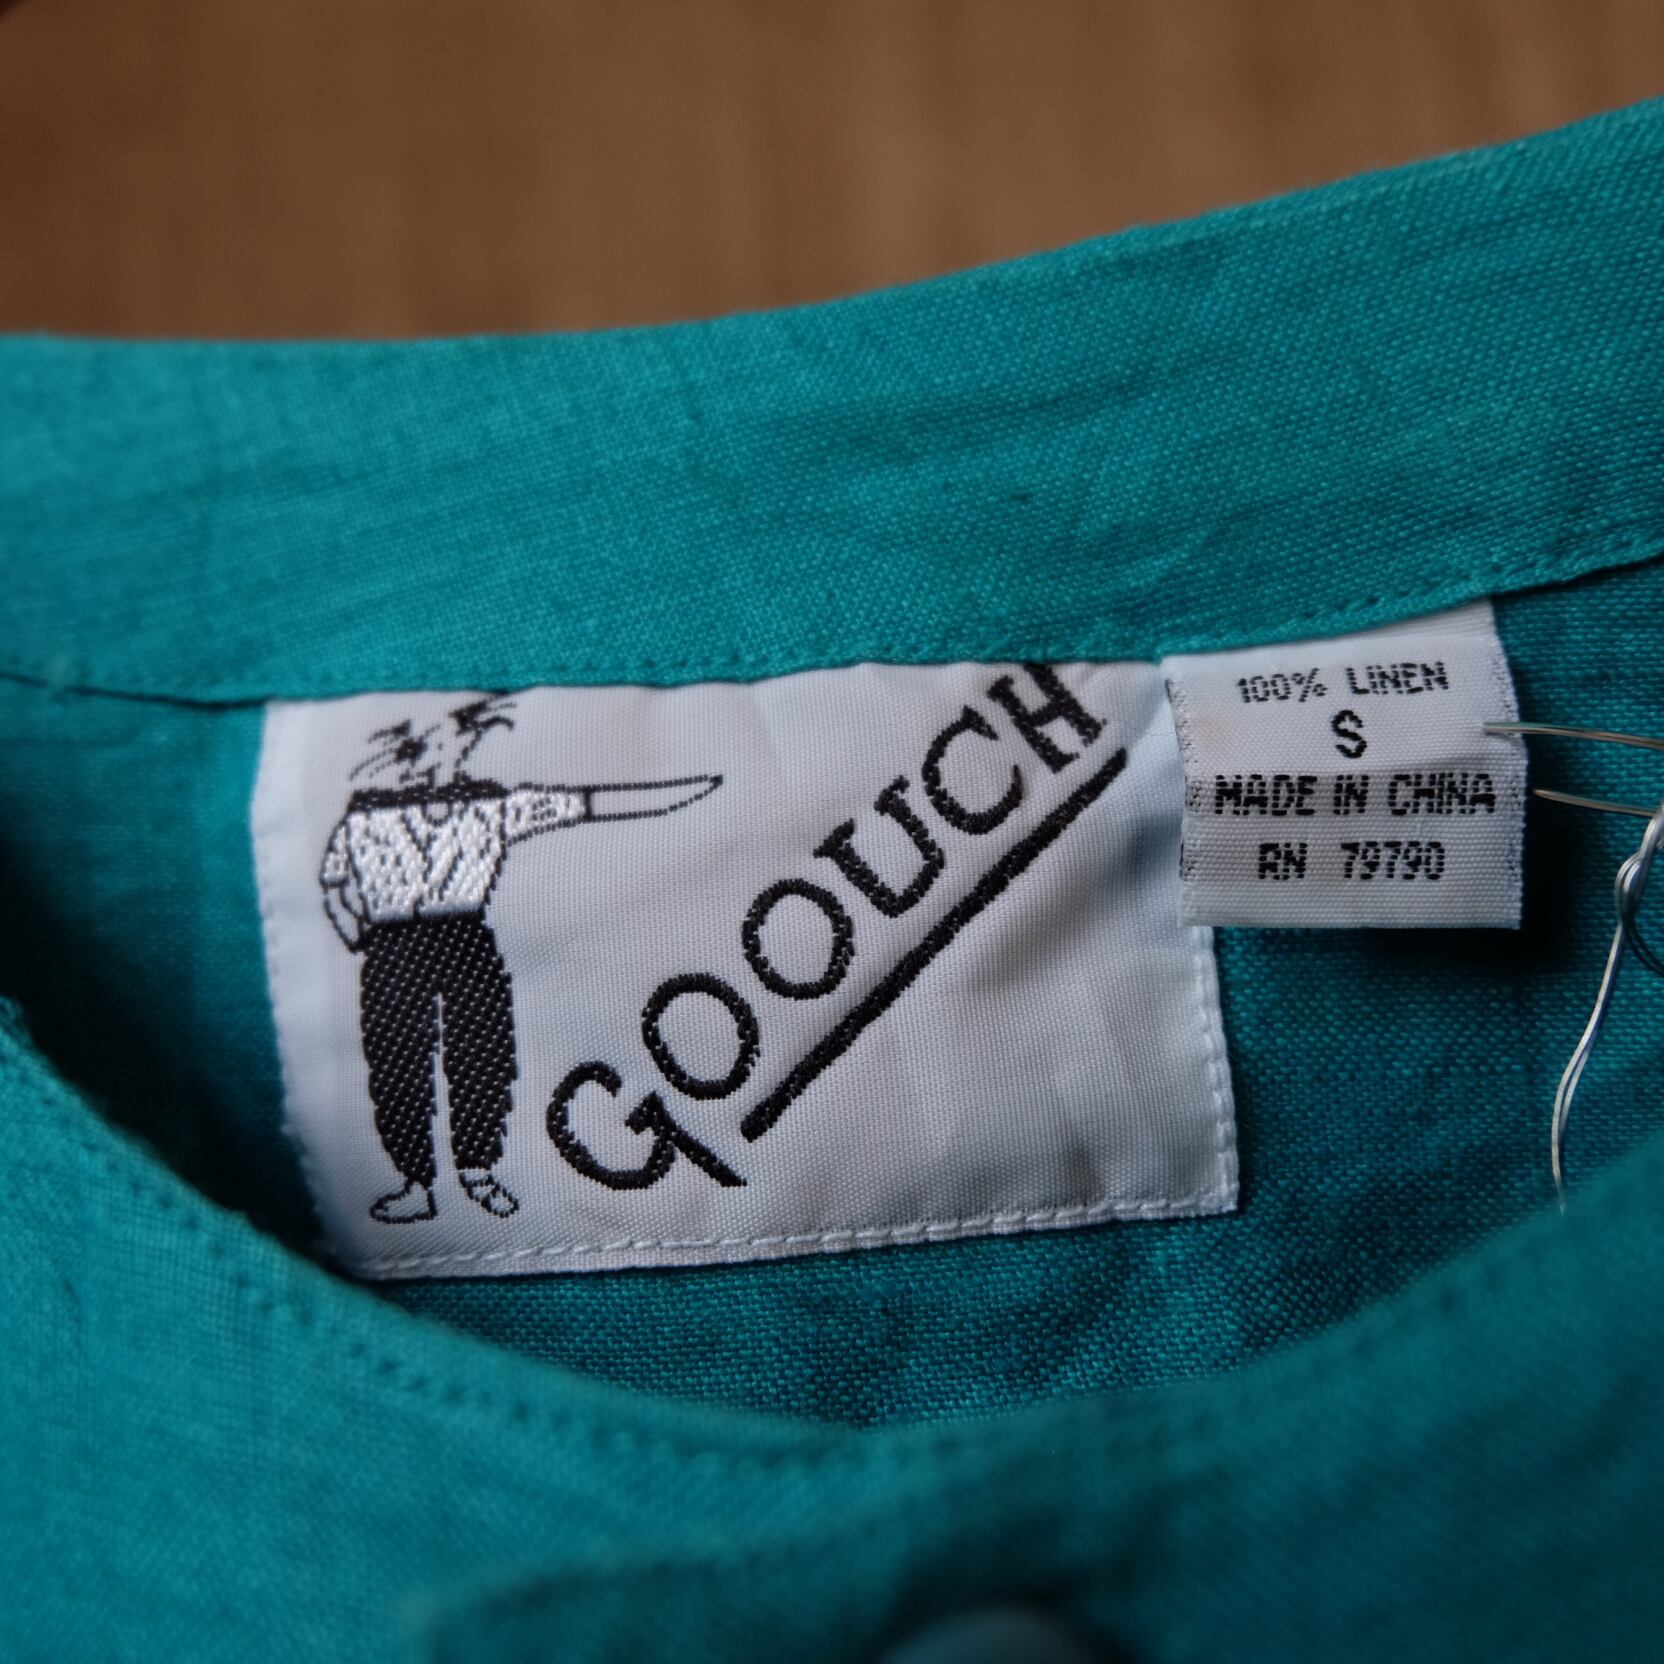 GOOUCH
100% LINEN
S
MADE IN CHINA
RN 79790